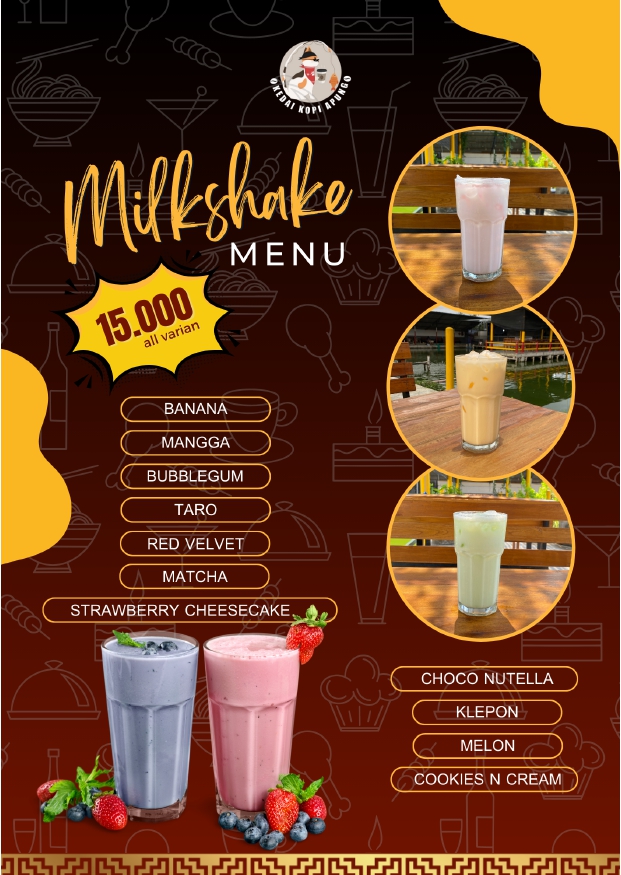 OKEDAI KOPI APUNGO
Milkshake
MENU
15.000
all varian
BANANA
MANGGA
BUBBLEGUM
TARO
RED VELVET
MATCHA
STRAWBERRY CHEESECAKE
CHOCO NUTELLA
KLEPON
MELON
COOKIES N CREAM